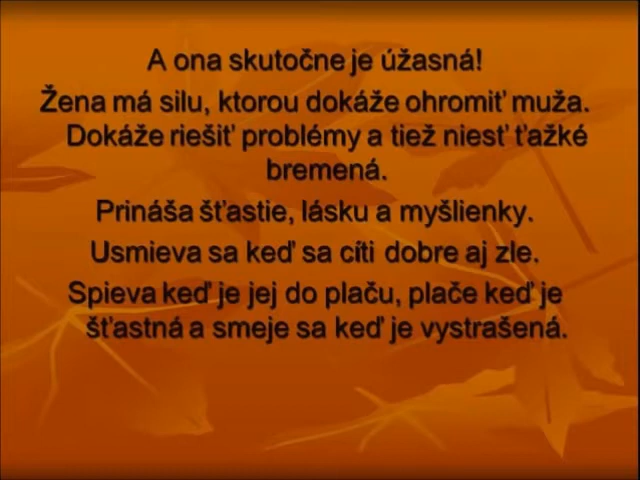 A ona skutočne je úžasná!
Žena má silu, ktorou dokáže ohromiť muža.
Dokáže riešiť problémy a tiež niesť ťažké
bremená.
Prináša šťastie, lásku a myšlienky.
Usmieva sa keď sa cíti dobre aj zle.
Spieva keď je jej do plaču, plače keď je
šťastná a smeje sa keď je vystrašená.